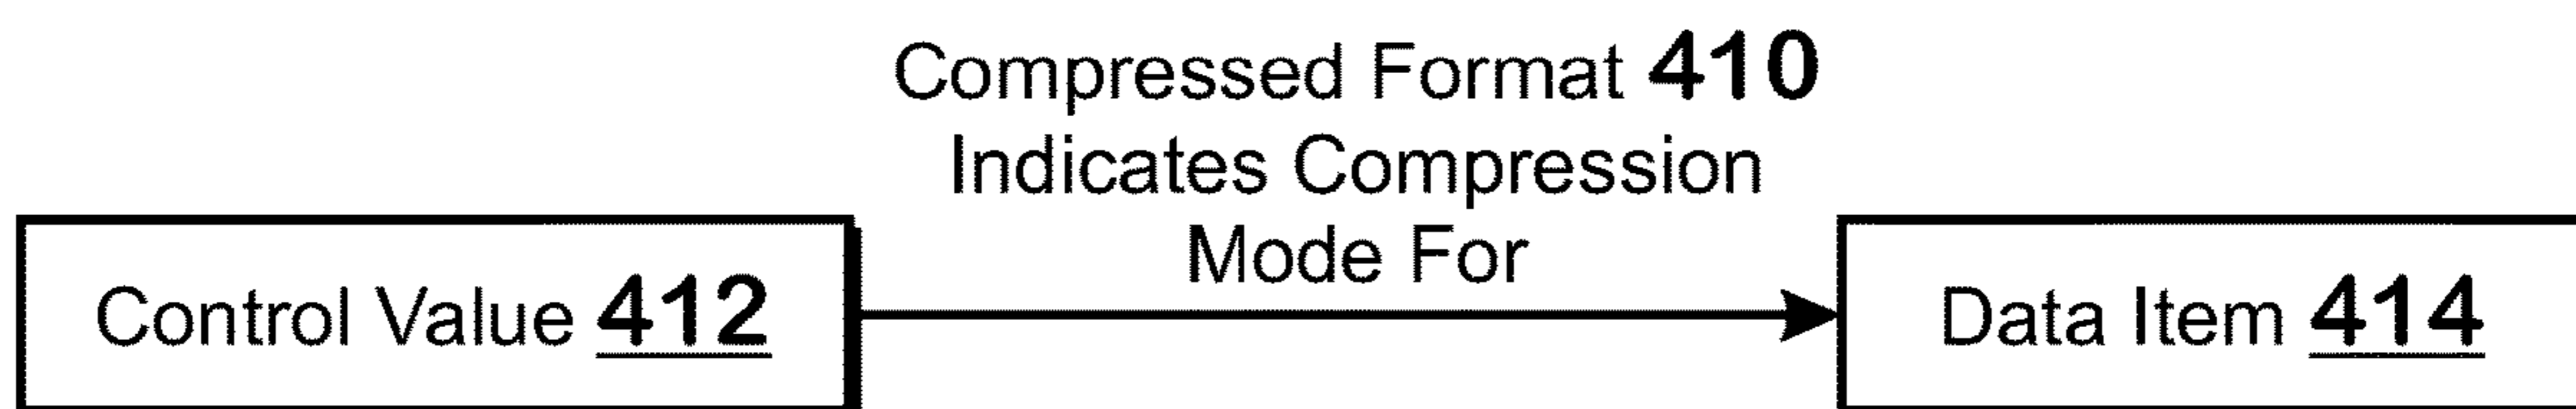 Compressed Format 410
Indicates Compression
Mode For
Control Value 412
Data Item 414